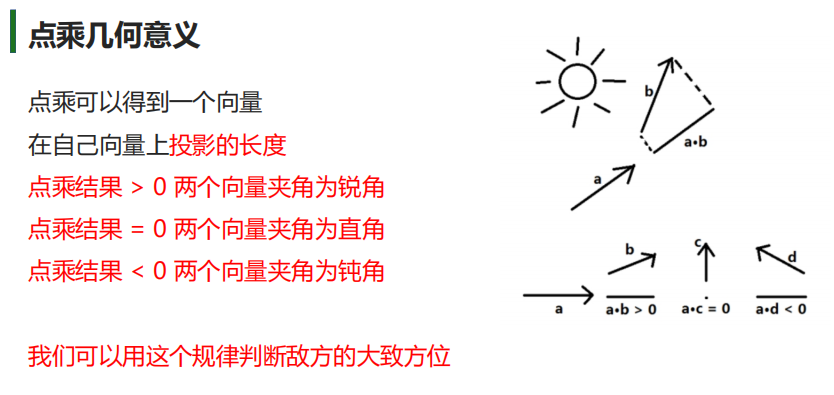 点乘几何意义
点乘可以得到一个向量
在自己向量上投影的长度
点乘结果 > 0 两个向量夹角为锐角
点乘结果 = 0 两个向量夹角为直角
点乘结果 < 0 两个向量夹角为钝角
我们可以用这个规律判断敌方的大致方位
b
a•b
a
b
c
d
a
a•b > 0
a•c = 0
a•d < 0